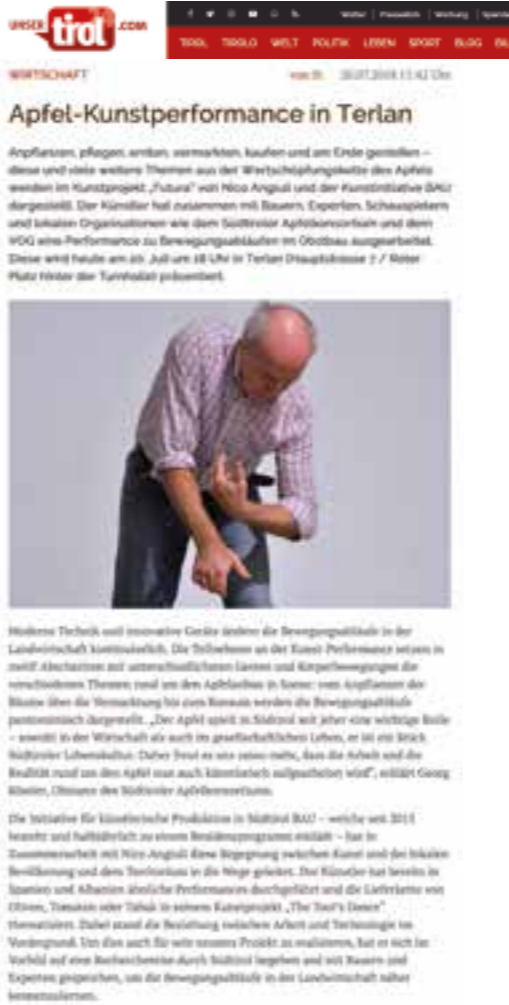 UNSER tirol .COM
Wetter | Pressefreih | Werbung | Spende
TIROL TIROLO WELT POLITIK LEBEN SPORT BLOG
WIRTSCHAFT von 20.07.2018 15:42 Uhr
Apfel-Kunstperformance in Terlan
Anpflanzen, pflegen, ernten, vermarkten, kaufen und am Ende genießen –
diese und viele weitere Themen aus der Wertschöpfungskette des Apfels
werden im Kunstprojekt „Futura“ von Nico Angiuli und der Kunstinitiative BAU
dargestellt. Der Künstler hat zusammen mit Bauern, Experten, Schauspielern
und lokalen Organisationen wie dem Südtiroler Apfelkonsortium und dem
VOG eine Performance zu Bewegungsabläufen im Obstbau ausgearbeitet.
Diese wird heute am 20. Juli um 18 Uhr in Terlan (Hauptstrasse 7 / Roter
Platz hinter der Turnhalle) präsentiert.
Moderne Technik und innovative Geräte ändern die Bewegungsabläufe in der
Landwirtschaft kontinuierlich. Die Teilnehmer an der Kunst-Performance setzen in
zwölf Abschnitten mit unterschiedlichsten Gesten und Körperbewegungen die
verschiedenen Themen rund um den Apfelanbau in Szene: vom Anpflanzen der
Bäume über die Vermarktung bis zum Konsum werden die Bewegungsabläufe
pantomimisch dargestellt. „Der Apfel spielt in Südtirol seit jeher eine wichtige Rolle
– sowohl in der Wirtschaft als auch im gesellschaftlichen Leben, er ist ein Stück
Südtiroler Lebenskultur. Daher freut es uns umso mehr, dass die Arbeit und die
Realität rund um den Apfel nun auch künstlerisch aufgearbeitet wird“, erklärt Georg
Kössler, Obmann des Südtiroler Apfelkonsortiums.
Die Initiative für künstlerische Produktion in Südtirol BAU – welche seit 2015
besteht und halbjährlich zu einem Residenzprogramm einlädt – hat in
Zusammenarbeit mit Nico Angiuli diese Begegnung zwischen Kunst und der lokalen
Bevölkerung und dem Territorium in die Wege geleitet. Der Künstler hat bereits in
Spanien und Albanien ähnliche Performances durchgeführt und die Lieferkette von
Oliven, Tomaten oder Tabak in seinem Kunstprojekt „The Tool's Dance“
thematisiert. Dabei stand die Beziehung zwischen Arbeit und Technologie im
Vordergrund. Um dies auch für sein neustes Projekt zu realisieren, hat er sich im
Vorfeld auf eine Recherchereise durch Südtirol begeben und mit Bauern und
Experten gesprochen, um die Bewegungsabläufe in der Landwirtschaft näher
kennenzulernen.